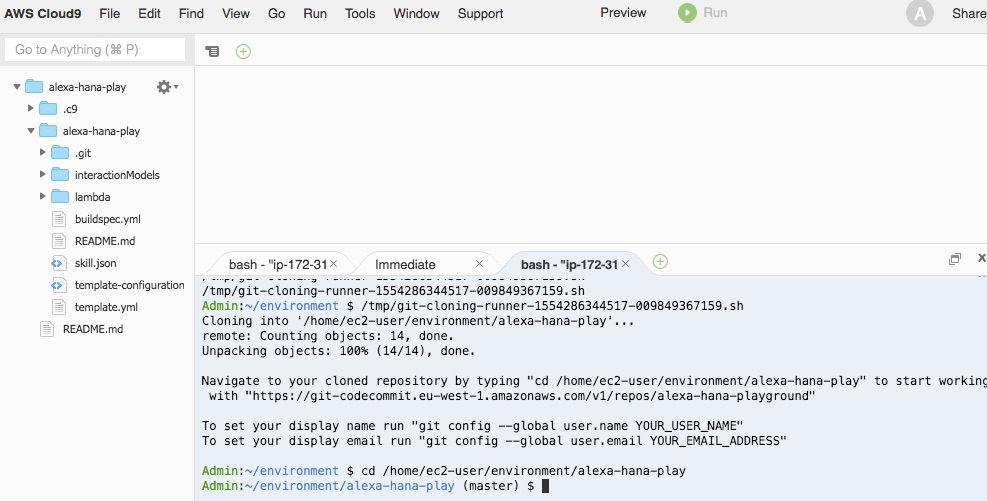 AWS Cloud9 File Edit Find View Go Run Tools Window Support Preview Run A Share
Go to Anything (⌘ P)
alexa-hana-play
.c9
alexa-hana-play
.git
interactionModels
lambda
buildspec.yml
README.md
skill.json
template-configuration
template.yml
README.md
bash - "ip-172-31 Immediate bash - "ip-172-31
/tmp/git-cloning-runner-1554286344517-009849367159.sh
Admin:~/environment $ /tmp/git-cloning-runner-1554286344517-009849367159.sh
Cloning into '/home/ec2-user/environment/alexa-hana-play'...
remote: Counting objects: 14, done.
Unpacking objects: 100% (14/14), done.
Navigate to your cloned repository by typing "cd /home/ec2-user/environment/alexa-hana-play" to start working
with "https://git-codecommit.eu-west-1.amazonaws.com/v1/repos/alexa-hana-playground"
To set your display name run "git config --global user.name YOUR_USER_NAME"
To set your display email run "git config --global user.email YOUR_EMAIL_ADDRESS"
Admin:~/environment $ cd /home/ec2-user/environment/alexa-hana-play
Admin:~/environment/alexa-hana-play (master) $